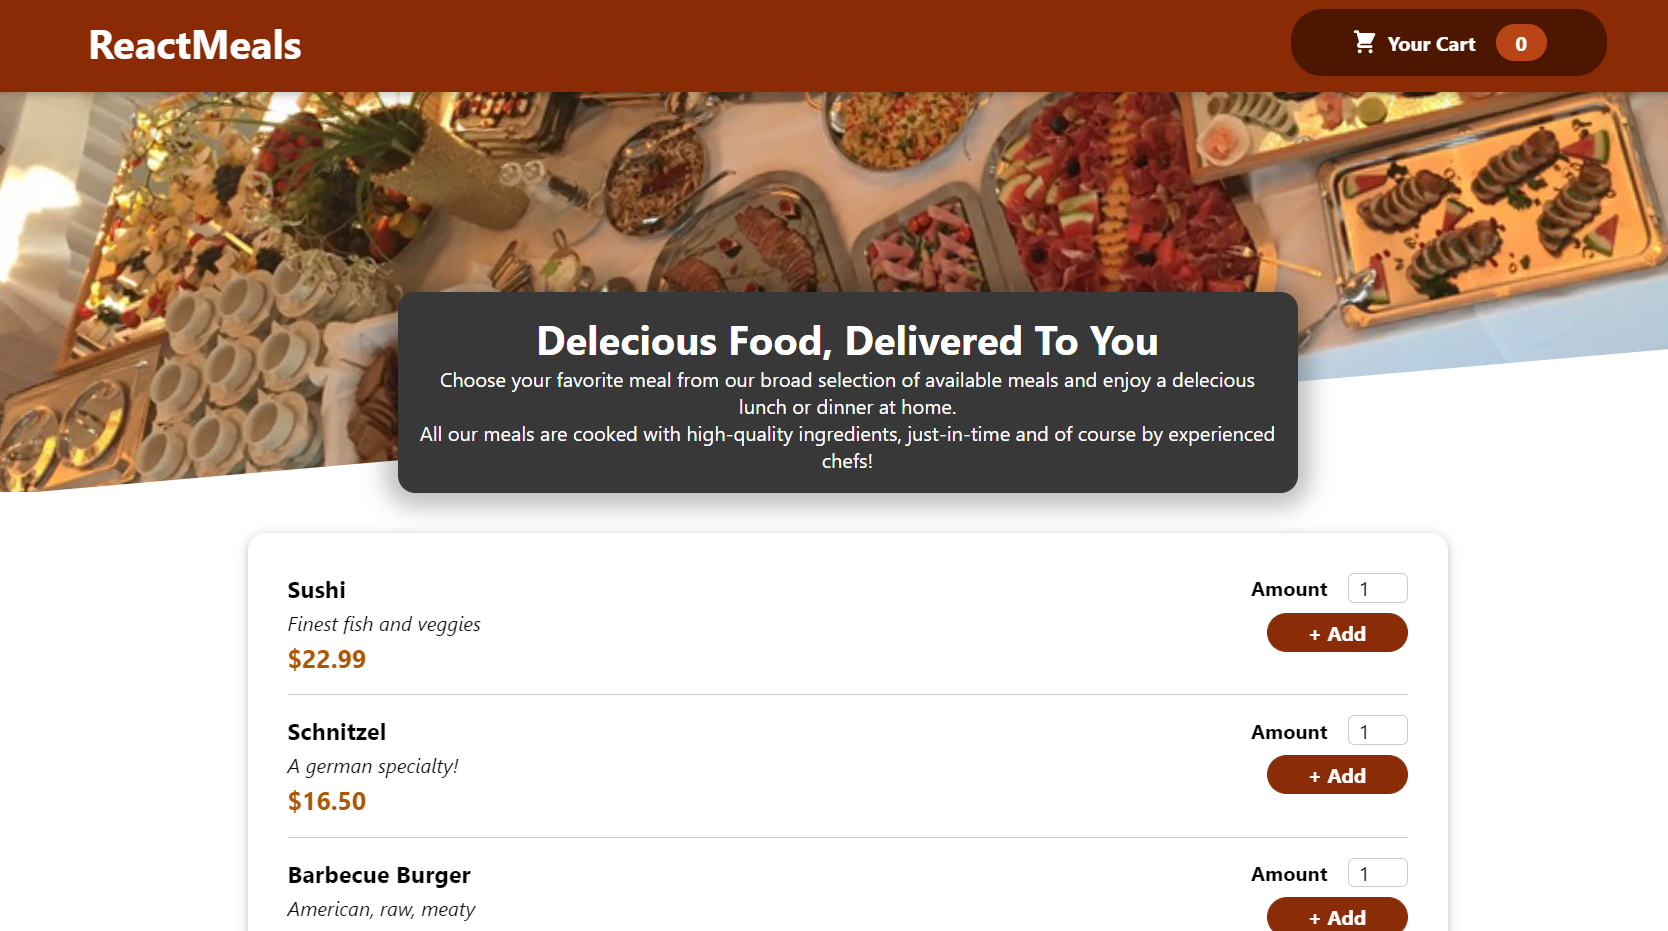 ReactMeals
Your Cart 0
Delecious Food, Delivered To You
Choose your favorite meal from our broad selection of available meals and enjoy a delecious
lunch or dinner at home.
All our meals are cooked with high-quality ingredients, just-in-time and of course by experienced
chefs!
Sushi
Amount 1
Finest fish and veggies
+ Add
$22.99
Schnitzel
Amount 1
A german specialty!
+ Add
$16.50
Barbecue Burger
Amount 1
American, raw, meaty
+ Add